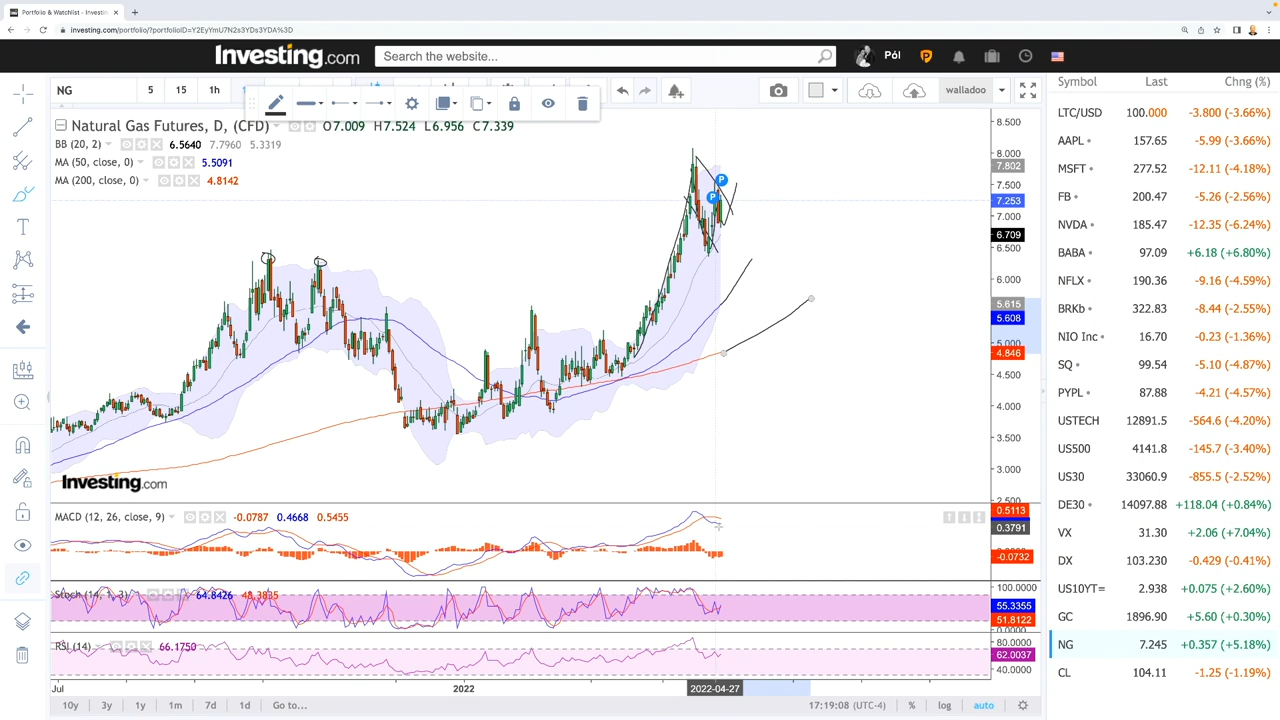 Portfolio & Watchlist - Investin
investing.com/portfolio/?portfolioID=Y2EyYmU7N2s3YDs3YDA%3D
Investing.com Search the website... Pól
NG 5 15 1h walladoo
Natural Gas Futures, D, (CFD) O7.009 H7.524 L6.956 C7.339
BB (20, 2) 6.5640 7.7960 5.3319
MA (50, close, 0) 5.5091
MA (200, close, 0) 4.8142
P
P
8.500
8.000
7.802
7.500
7.253
7.000
6.709
6.500
6.000
5.615
5.608
5.000
4.846
4.500
4.000
3.500
3.000
2.500
Investing.com
MACD (12, 26, close, 9) -0.0787 0.4668 0.5455
0.5113
0.3791
-0.0732
Stoch (14, 1, 3) 64.8426 48.3835
100.0000
55.3355
51.8122
RSI (14) 66.1750
80.0000
62.0037
40.0000
Jul 2022 2022-04-27
10y 3y 1y 1m 7d 1d Go to... 17:19:08 (UTC-4) % log auto
Symbol Last Chng (%)
LTC/USD 100.000 -3.800 (-3.66%)
AAPL 157.65 -5.99 (-3.66%)
MSFT 277.52 -12.11 (-4.18%)
FB 200.47 -5.26 (-2.56%)
NVDA 185.47 -12.35 (-6.24%)
BABA 97.09 +6.18 (+6.80%)
NFLX 190.36 -9.16 (-4.59%)
BRKb 322.83 -8.44 (-2.55%)
NIO Inc 16.70 -0.23 (-1.36%)
SQ 99.54 -5.10 (-4.87%)
PYPL 87.88 -4.21 (-4.57%)
USTECH 12891.5 -564.6 (-4.20%)
US500 4141.8 -145.7 (-3.40%)
US30 33060.9 -855.5 (-2.52%)
DE30 14097.88 +118.04 (+0.84%)
VX 31.30 +2.06 (+7.04%)
DX 103.230 -0.429 (-0.41%)
US10YT= 2.938 +0.075 (+2.60%)
GC 1896.90 +5.60 (+0.30%)
NG 7.245 +0.357 (+5.18%)
CL 104.11 -1.25 (-1.19%)